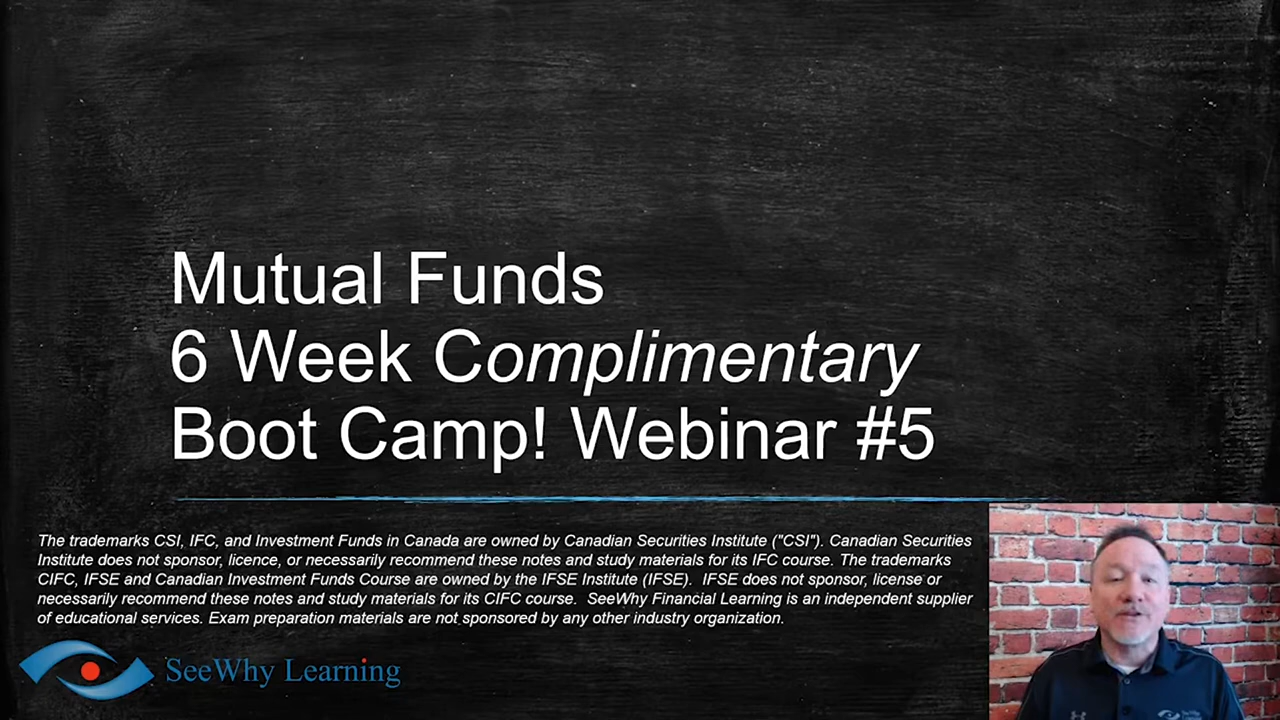 Mutual Funds
6 Week Complimentary
Boot Camp! Webinar #5
The trademarks CSI, IFC, and Investment Funds in Canada are owned by Canadian Securities Institute ("CSI"). Canadian Securities
Institute does not sponsor, licence, or necessarily recommend these notes and study materials for its IFC course. The trademarks
CIFC, IFSE and Canadian Investment Funds Course are owned by the IFSE Institute (IFSE). IFSE does not sponsor, license or
necessarily recommend these notes and study materials for its CIFC course. SeeWhy Financial Learning is an independent supplier
of educational services. Exam preparation materials are not sponsored by any other industry organization.
SeeWhy Learning